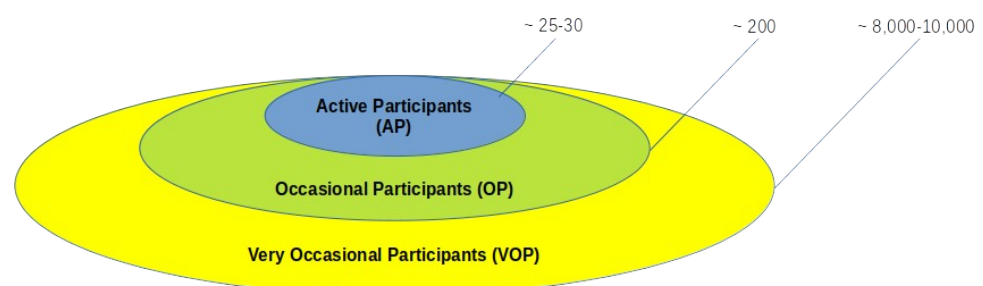 ~ 25-30
~ 200
~ 8,000-10,000
Active Participants
(AP)
Occasional Participants (OP)
Very Occasional Participants (VOP)